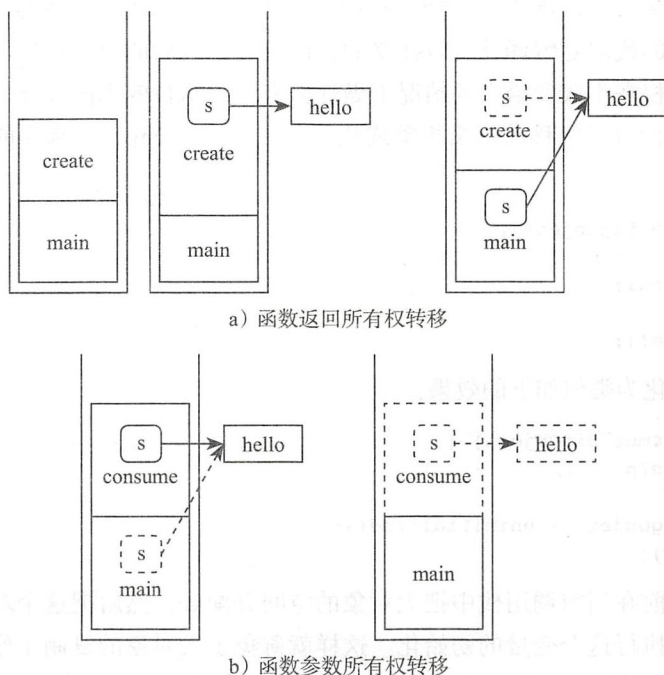 create
main
s
hello
create
main
s
hello
create
s
main
a）函数返回所有权转移
s
hello
consume
s
main
s
hello
consume
main
b）函数参数所有权转移